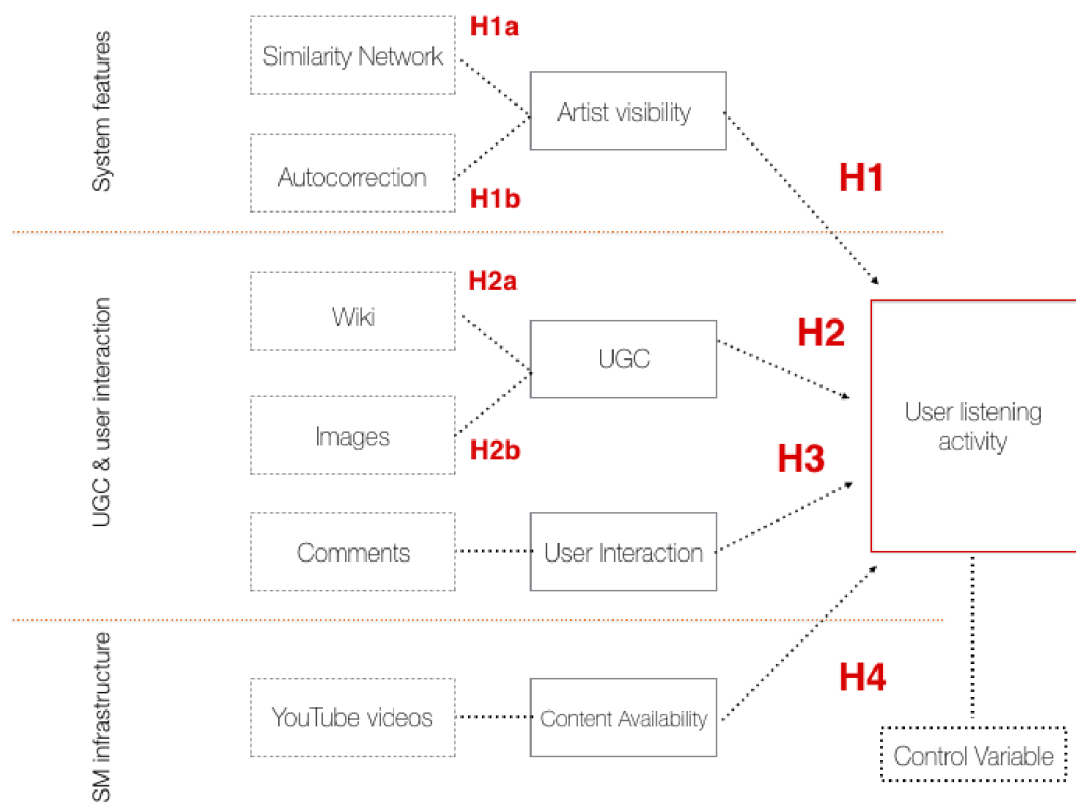 System features
Similarity Network
H1a
Artist visibility
Autocorrection
H1b
H1
UGC & user interaction
Wiki
H2a
UGC
H2
Images
H2b
User listening
activity
H3
Comments
User Interaction
SM infrastructure
YouTube videos
Content Availability
H4
Control Variable